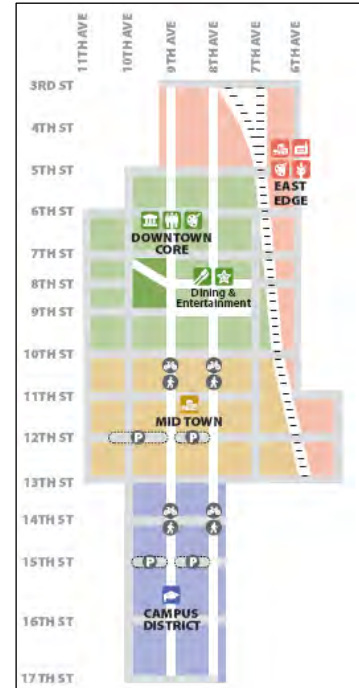 11TH AVE
10TH AVE
9TH AVE
8TH AVE
7TH AVE
6TH AVE
3RD ST
4TH ST
5TH ST
EAST
EDGE
6TH ST
DOWNTOWN
CORE
7TH ST
8TH ST
Dining &
Entertainment
9TH ST
10TH ST
11TH ST
MID TOWN
12TH ST
P
P
13TH ST
14TH ST
15TH ST
P
P
CAMPUS
DISTRICT
16TH ST
17TH ST